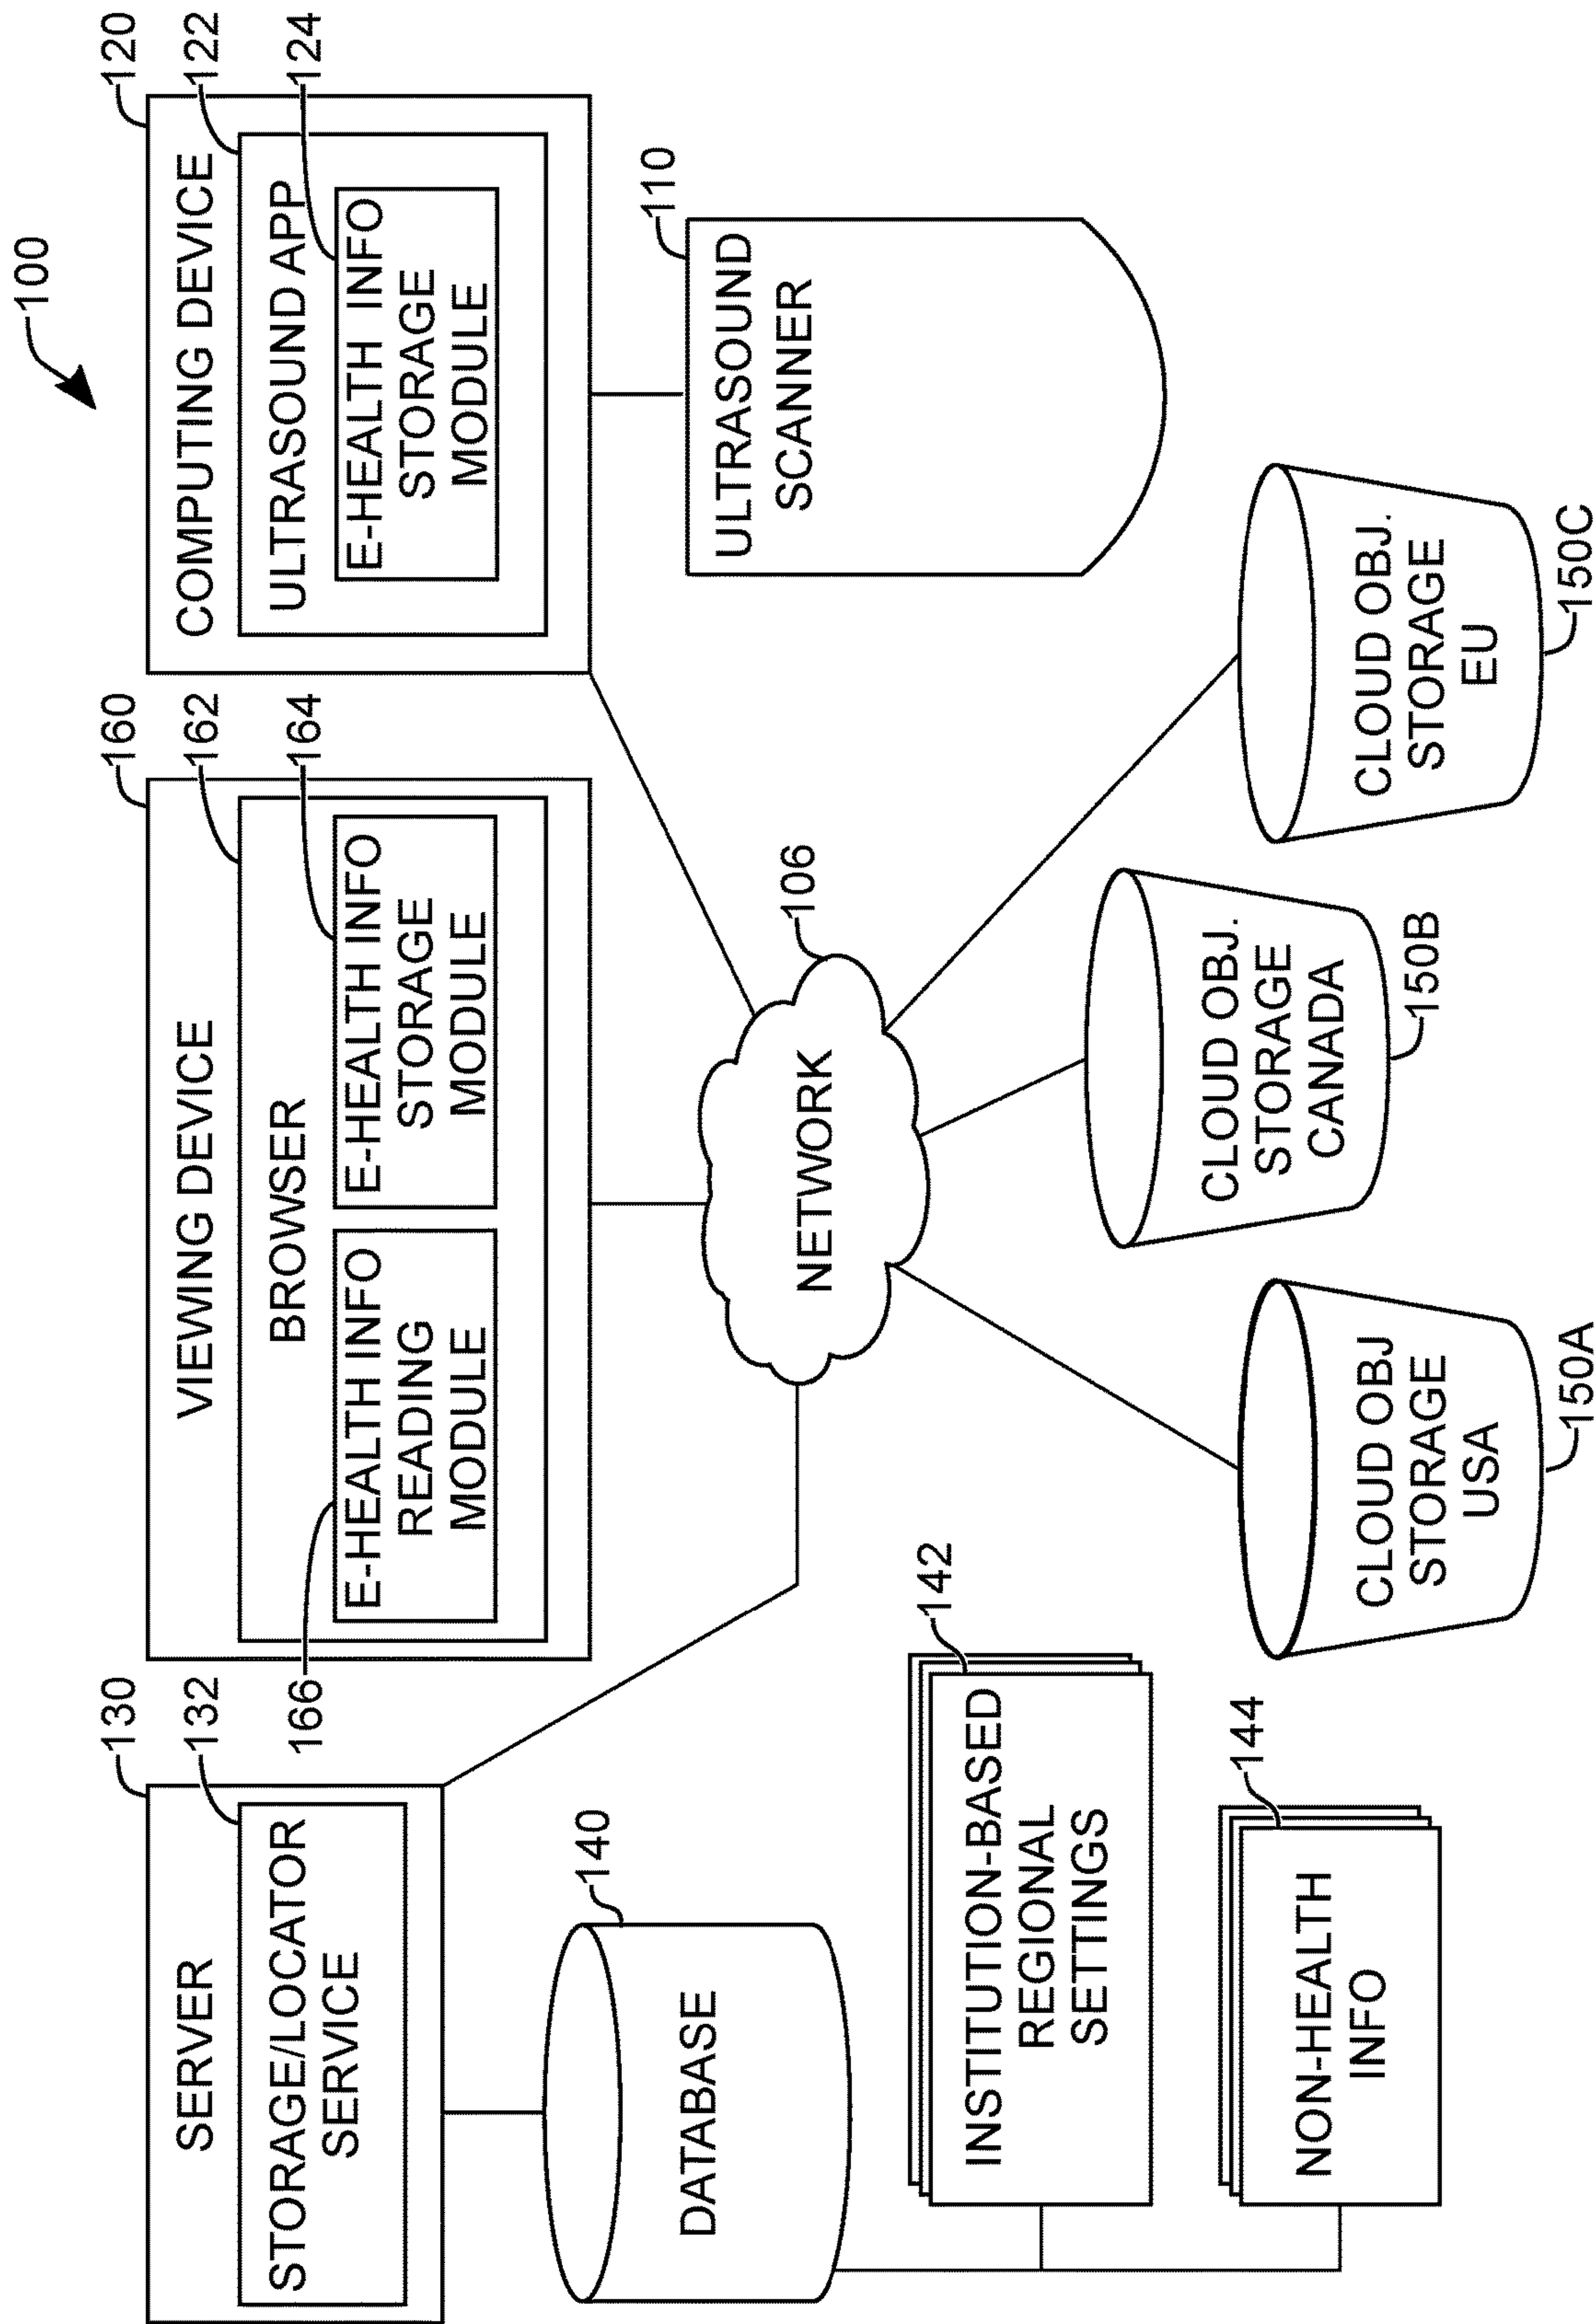 100
130
SERVER
132
STORAGE/LOCATOR
SERVICE
160
VIEWING DEVICE
162
BROWSER
166
E-HEALTH INFO
READING
MODULE
164
E-HEALTH INFO
STORAGE
MODULE
120
COMPUTING DEVICE
122
ULTRASOUND APP
124
E-HEALTH INFO
STORAGE
MODULE
140
DATABASE
106
NETWORK
110
ULTRASOUND
SCANNER
142
INSTITUTION-BASED
REGIONAL
SETTINGS
144
NON-HEALTH
INFO
CLOUD OBJ
STORAGE
USA
150A
CLOUD OBJ.
STORAGE
CANADA
150B
CLOUD OBJ.
STORAGE
EU
150C